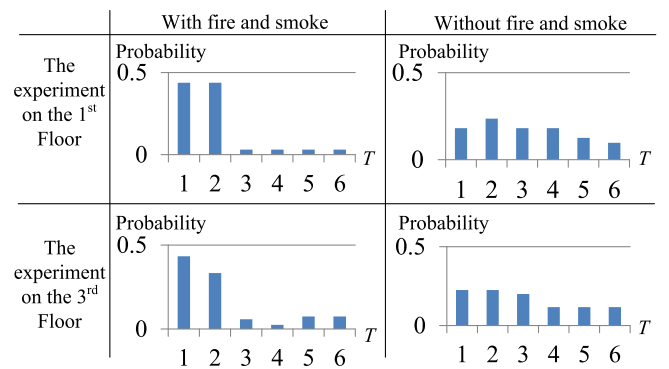 With fire and smoke
Without fire and smoke
The
experiment
on the 1st
Floor
Probability
0.5
0
T
1 2 3 4 5 6
Probability
0.5
0
T
1 2 3 4 5 6
The
experiment
on the 3rd
Floor
Probability
0.5
0
T
1 2 3 4 5 6
Probability
0.5
0
T
1 2 3 4 5 6